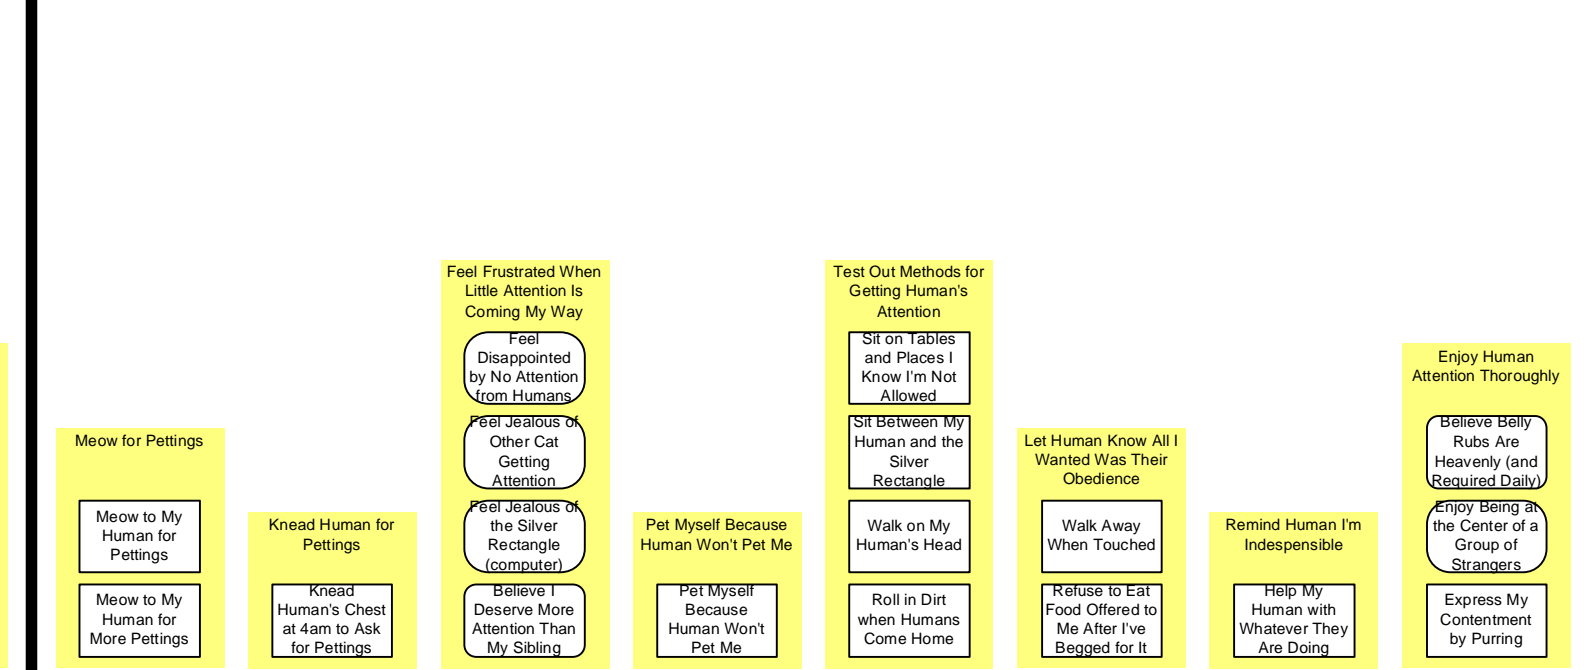 Meow for Pettings
Meow to My
Human for
Pettings
Meow to My
Human for
More Pettings
Knead Human for
Pettings
Knead
Human's Chest
at 4am to Ask
for Pettings
Feel Frustrated When
Little Attention Is
Coming My Way
Feel
Disappointed
by No Attention
from Humans
Feel Jealous of
Other Cat
Getting
Attention
Feel Jealous of
the Silver
Rectangle
(computer)
Believe I
Deserve More
Attention Than
My Sibling
Pet Myself Because
Human Won't Pet Me
Pet Myself
Because
Human Won't
Pet Me
Test Out Methods for
Getting Human's
Attention
Sit on Tables
and Places I
Know I'm Not
Allowed
Sit Between My
Human and the
Silver
Rectangle
Walk on My
Human's Head
Roll in Dirt
when Humans
Come Home
Let Human Know All I
Wanted Was Their
Obedience
Walk Away
When Touched
Refuse to Eat
Food Offered to
Me After I've
Begged for It
Remind Human I'm
Indespensible
Help My
Human with
Whatever They
Are Doing
Enjoy Human
Attention Thoroughly
Believe Belly
Rubs Are
Heavenly (and
Required Daily)
Enjoy Being at
the Center of a
Group of
Strangers
Express My
Contentment
by Purring